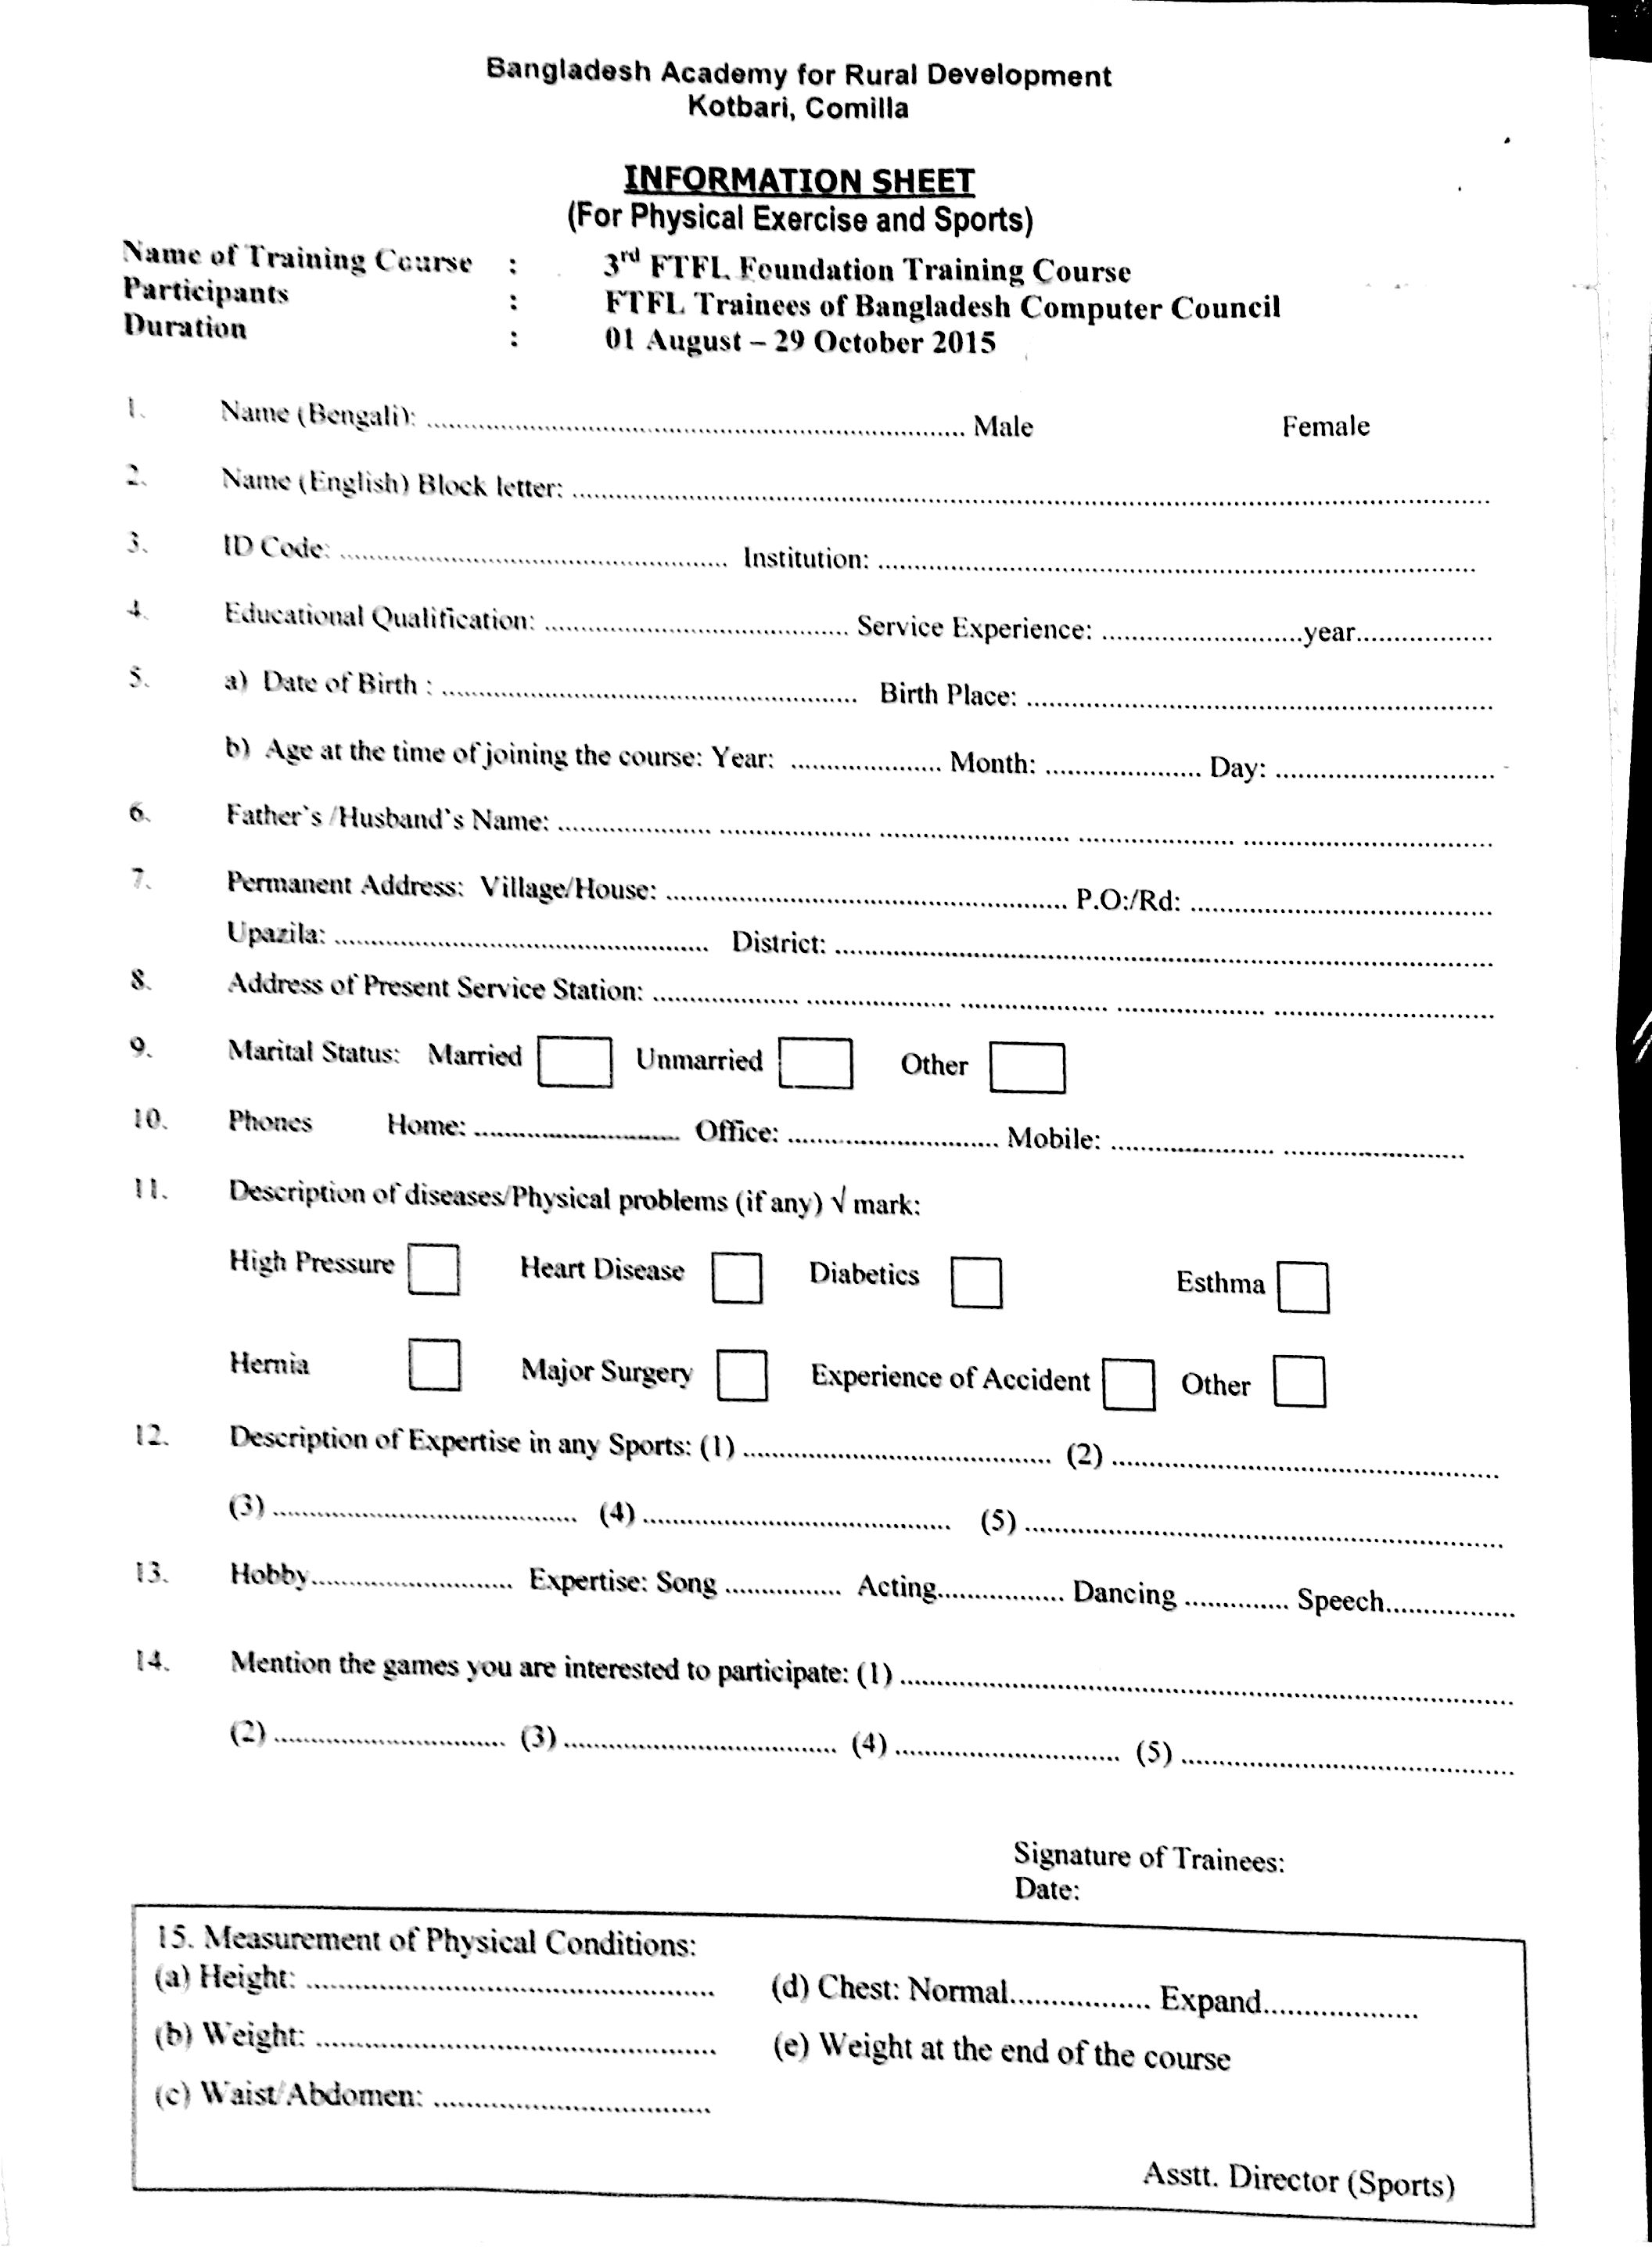 Bangladesh Academy for Rural Development
Kotbari, Comilla
INFORMATION SHEET
(For Physical Exercise and Sports)
Name of Training Course : 3rd FTFL Foundation Training Course
Participants : FTFL Trainees of Bangladesh Computer Council
Duration : 01 August – 29 October 2015
1. Name (Bengali): .................... Male Female
2. Name (English) Block letter: ....................
3. ID Code: .................... Institution: ....................
4. Educational Qualification: .................... Service Experience: ....................year....................
5. a) Date of Birth : .................... Birth Place: ....................
b) Age at the time of joining the course: Year: .................... Month: .................... Day: ....................
6. Father's /Husband's Name: ....................
7. Permanent Address: Village/House: .................... P.O:/Rd: ....................
Upazila: .................... District: ....................
8. Address of Present Service Station: ....................
9. Marital Status: Married Unmarried Other
10. Phones Home: .................... Office: .................... Mobile: ....................
11. Description of diseases/Physical problems (if any) √ mark:
High Pressure Heart Disease Diabetics Esthma
Hernia Major Surgery Experience of Accident Other
12. Description of Expertise in any Sports: (1) .................... (2) ....................
(3) .................... (4) .................... (5) ....................
13. Hobby.................... Expertise: Song .................... Acting.................... Dancing .................... Speech....................
14. Mention the games you are interested to participate: (1) ....................
(2) .................... (3) .................... (4) .................... (5) ....................
Signature of Trainees:
Date:
15. Measurement of Physical Conditions:
(a) Height: .................... (d) Chest: Normal.................... Expand....................
(b) Weight: .................... (e) Weight at the end of the course
(c) Waist/Abdomen: ....................
Asstt. Director (Sports)